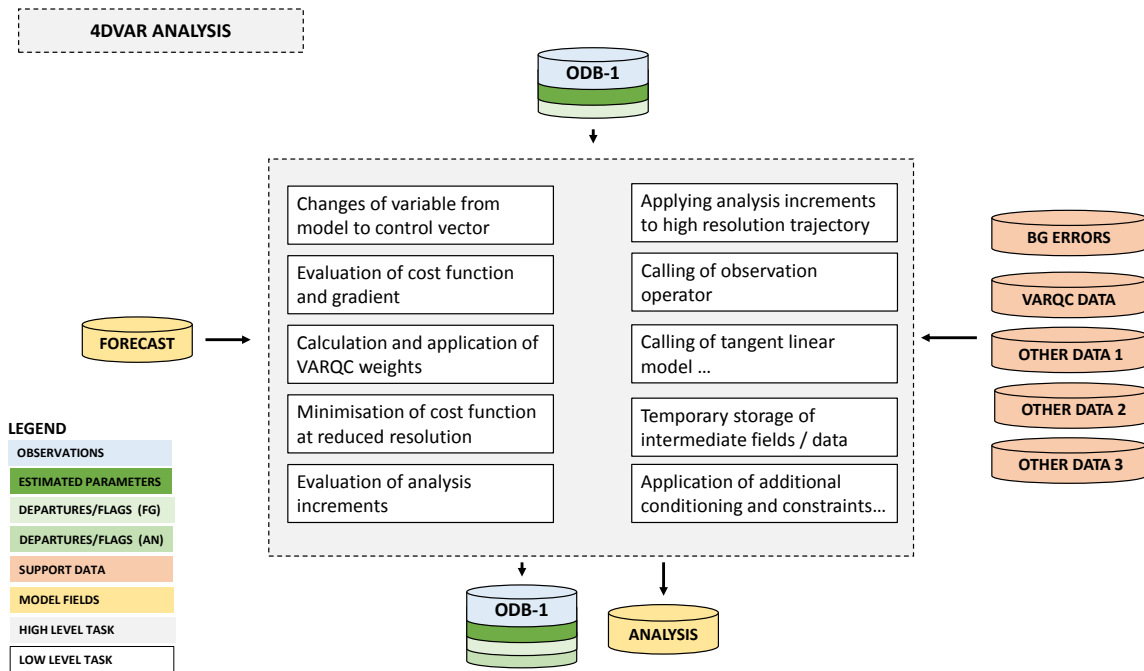 4DVAR ANALYSIS
ODB-1
Changes of variable from
model to control vector
Evaluation of cost function
and gradient
Calculation and application of
VARQC weights
Minimisation of cost function
at reduced resolution
Evaluation of analysis
increments
Applying analysis increments
to high resolution trajectory
Calling of observation
operator
Calling of tangent linear
model …
Temporary storage of
intermediate fields / data
Application of additional
conditioning and constraints…
FORECAST
BG ERRORS
VARQC DATA
OTHER DATA 1
OTHER DATA 2
OTHER DATA 3
LEGEND
OBSERVATIONS
ESTIMATED PARAMETERS
DEPARTURES/FLAGS (FG)
DEPARTURES/FLAGS (AN)
SUPPORT DATA
MODEL FIELDS
HIGH LEVEL TASK
LOW LEVEL TASK
ODB-1
ANALYSIS